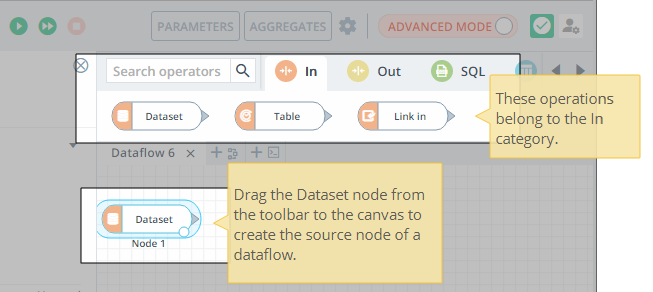 PARAMETERS
AGGREGATES
ADVANCED MODE
Search operators
In
Out
SQL
Dataset
Table
Link in
These operations
belong to the In
category.
Dataflow 6
Drag the Dataset node from
the toolbar to the canvas to
create the source node of a
dataflow.
Dataset
Node 1